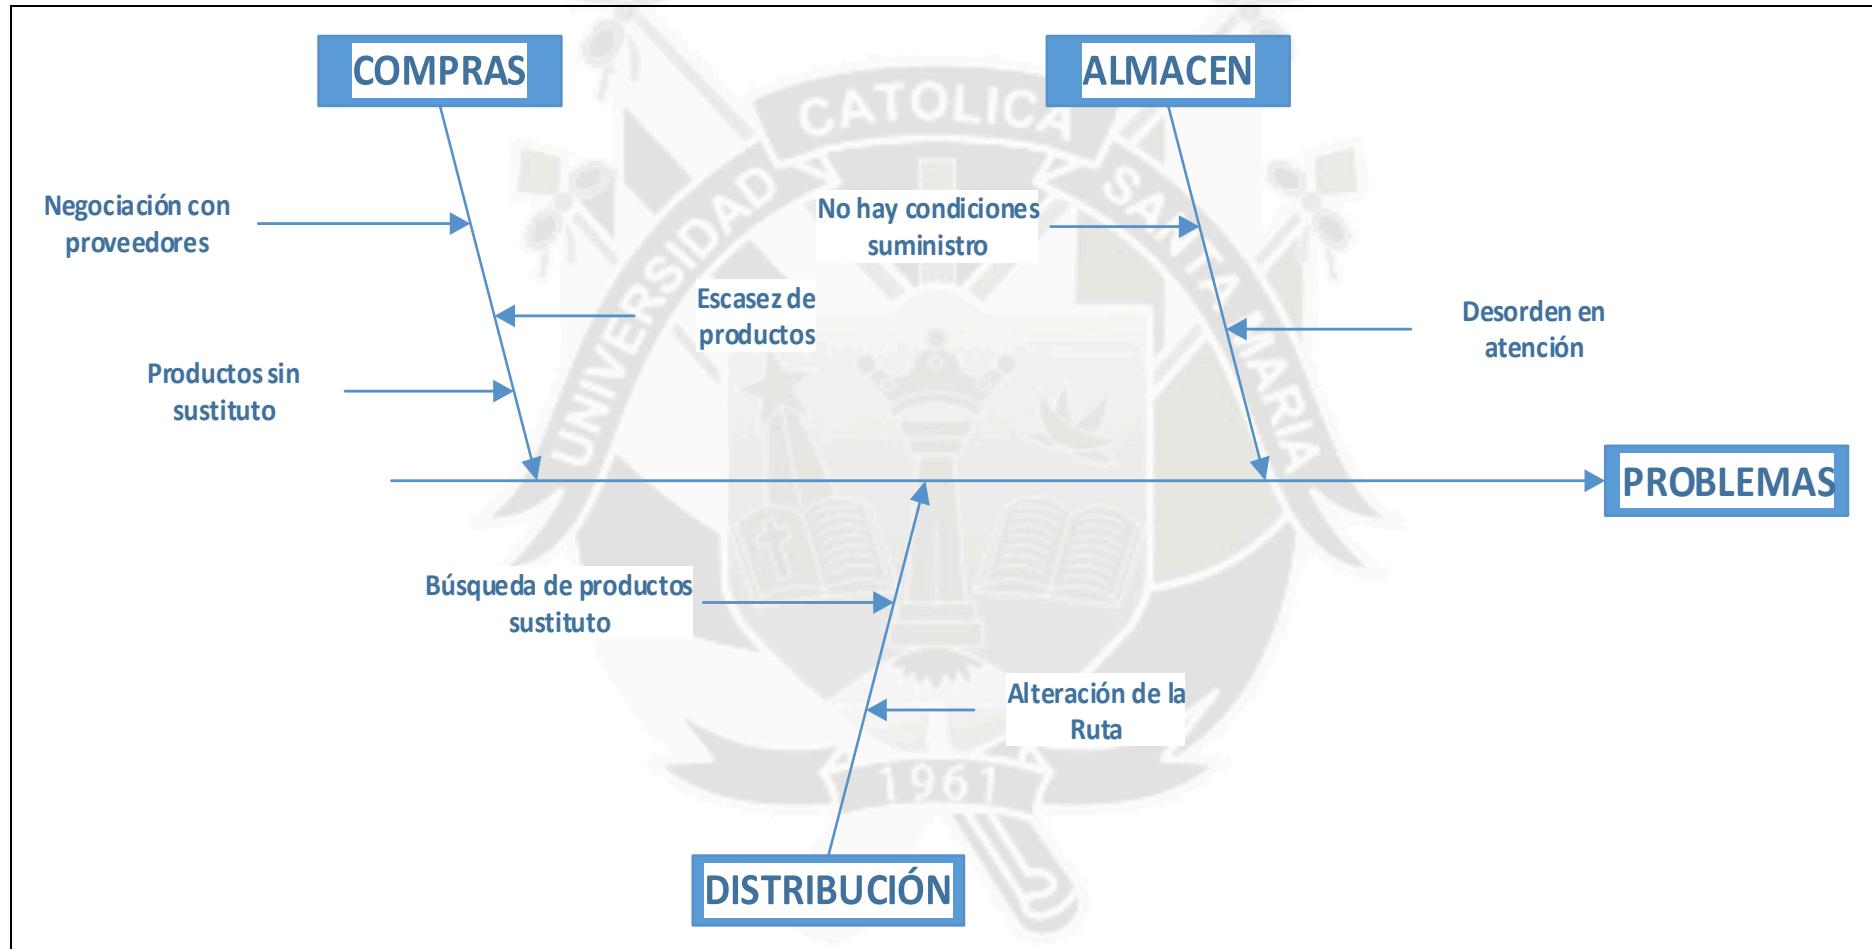 COMPRAS
ALMACEN
CATOLICA
UNIVERSIDAD
SANTA MARIA
Negociación con
proveedores
No hay condiciones
suministro
Escasez de
productos
Desorden en
atención
Productos sin
sustituto
PROBLEMAS
Búsqueda de productos
sustituto
Alteración de la
Ruta
1961
DISTRIBUCIÓN